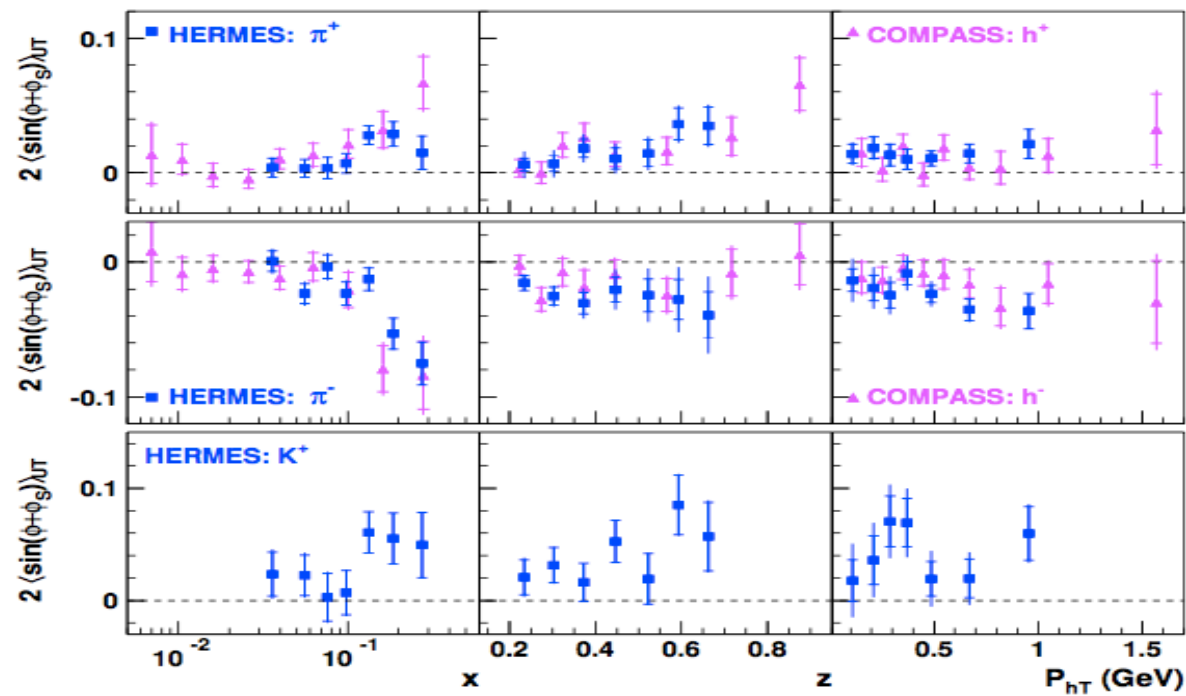 2 ⟨sin(ϕ+ϕS)⟩UT
0.1
0
HERMES: π+
COMPASS: h+
2 ⟨sin(ϕ+ϕS)⟩UT
0
-0.1
HERMES: π-
COMPASS: h-
2 ⟨sin(ϕ+ϕS)⟩UT
0.1
0
HERMES: K+
10-2 10-1 0.2 0.4 0.6 0.8 0.5 1 1.5
x z PhT (GeV)